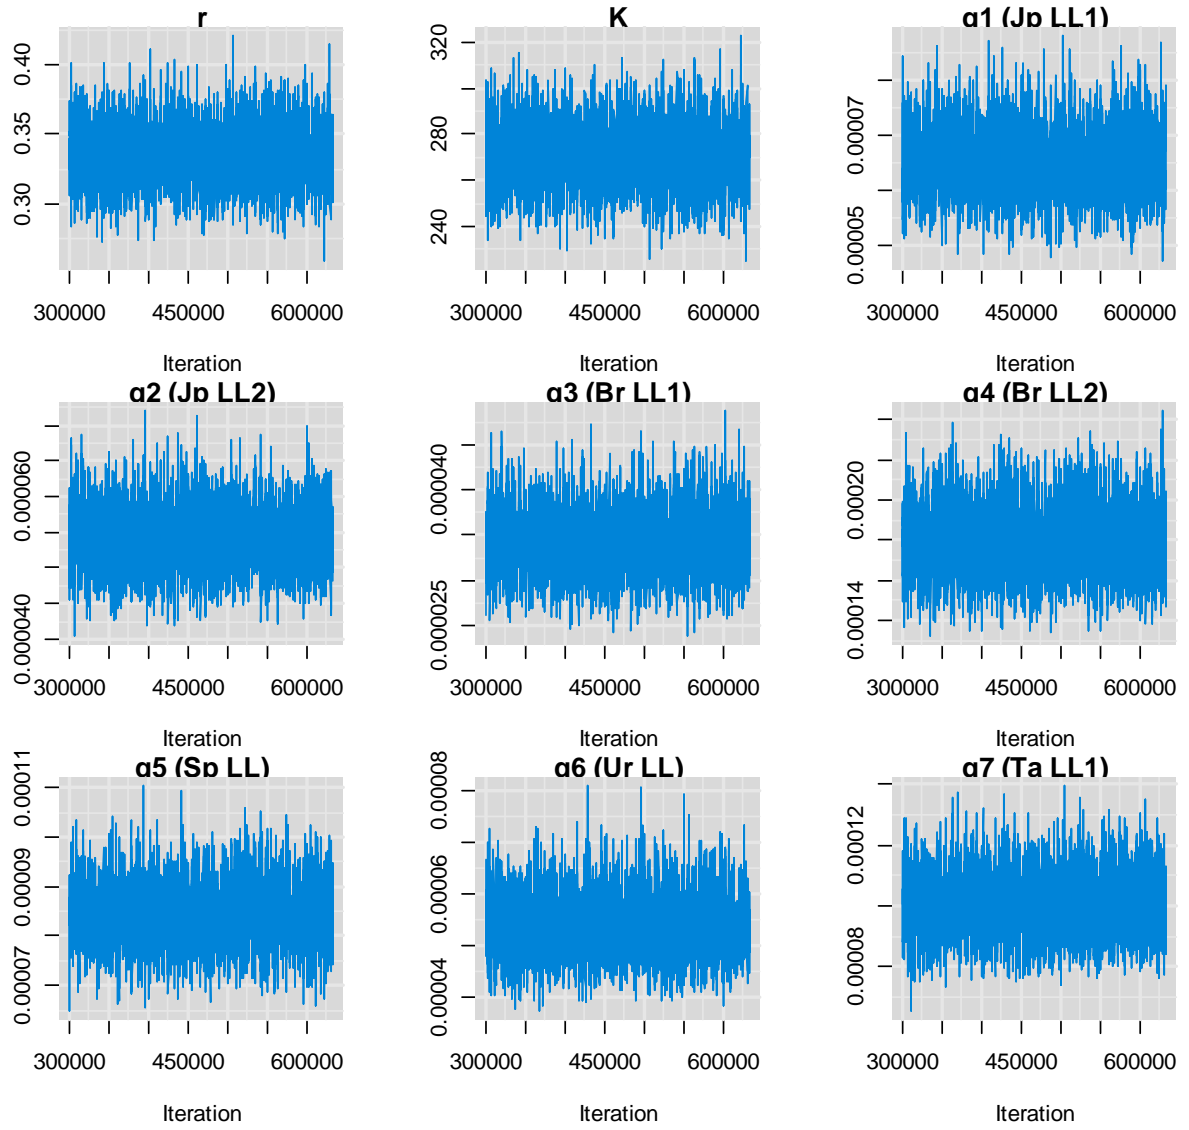 r
K
q1 (Jp LL1)
0.30 0.35 0.40
240 280 320
0.00005 0.00007
300000 450000 600000
300000 450000 600000
300000 450000 600000
Iteration
Iteration
Iteration
q2 (Jp LL2)
q3 (Br LL1)
q4 (Br LL2)
0.000040 0.000060
0.000025 0.000040
0.00014 0.00020
300000 450000 600000
300000 450000 600000
300000 450000 600000
Iteration
Iteration
Iteration
q5 (Sp LL)
q6 (Ur LL)
q7 (Ta LL1)
0.00007 0.00009 0.00011
0.00004 0.00006 0.00008
0.00008 0.00012
300000 450000 600000
300000 450000 600000
300000 450000 600000
Iteration
Iteration
Iteration